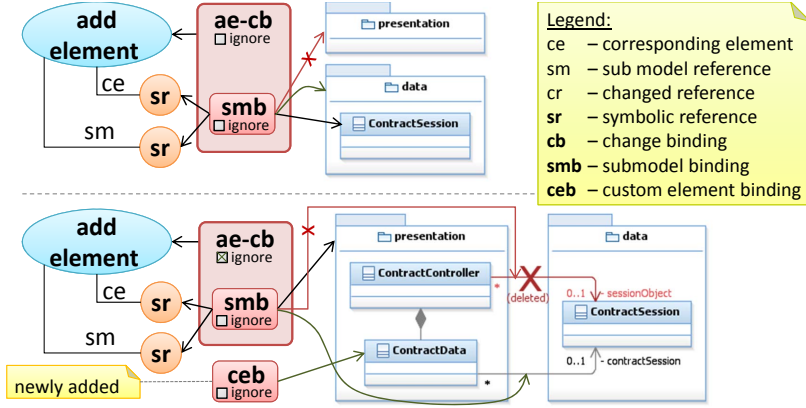 add
element
ae-cb
ignore
ce
sr
sm
sr
smb
ignore
x
presentation
data
ContractSession
Legend:
ce – corresponding element
sm – sub model reference
cr – changed reference
sr – symbolic reference
cb – change binding
smb – submodel binding
ceb – custom element binding
add
element
ae-cb
ignore
ce
sr
sm
sr
smb
ignore
x
newly added
ceb
ignore
presentation
ContractController
*
X
(deleted)
ContractData
*
data
0..1 - sessionObject
ContractSession
0..1 - contractSession